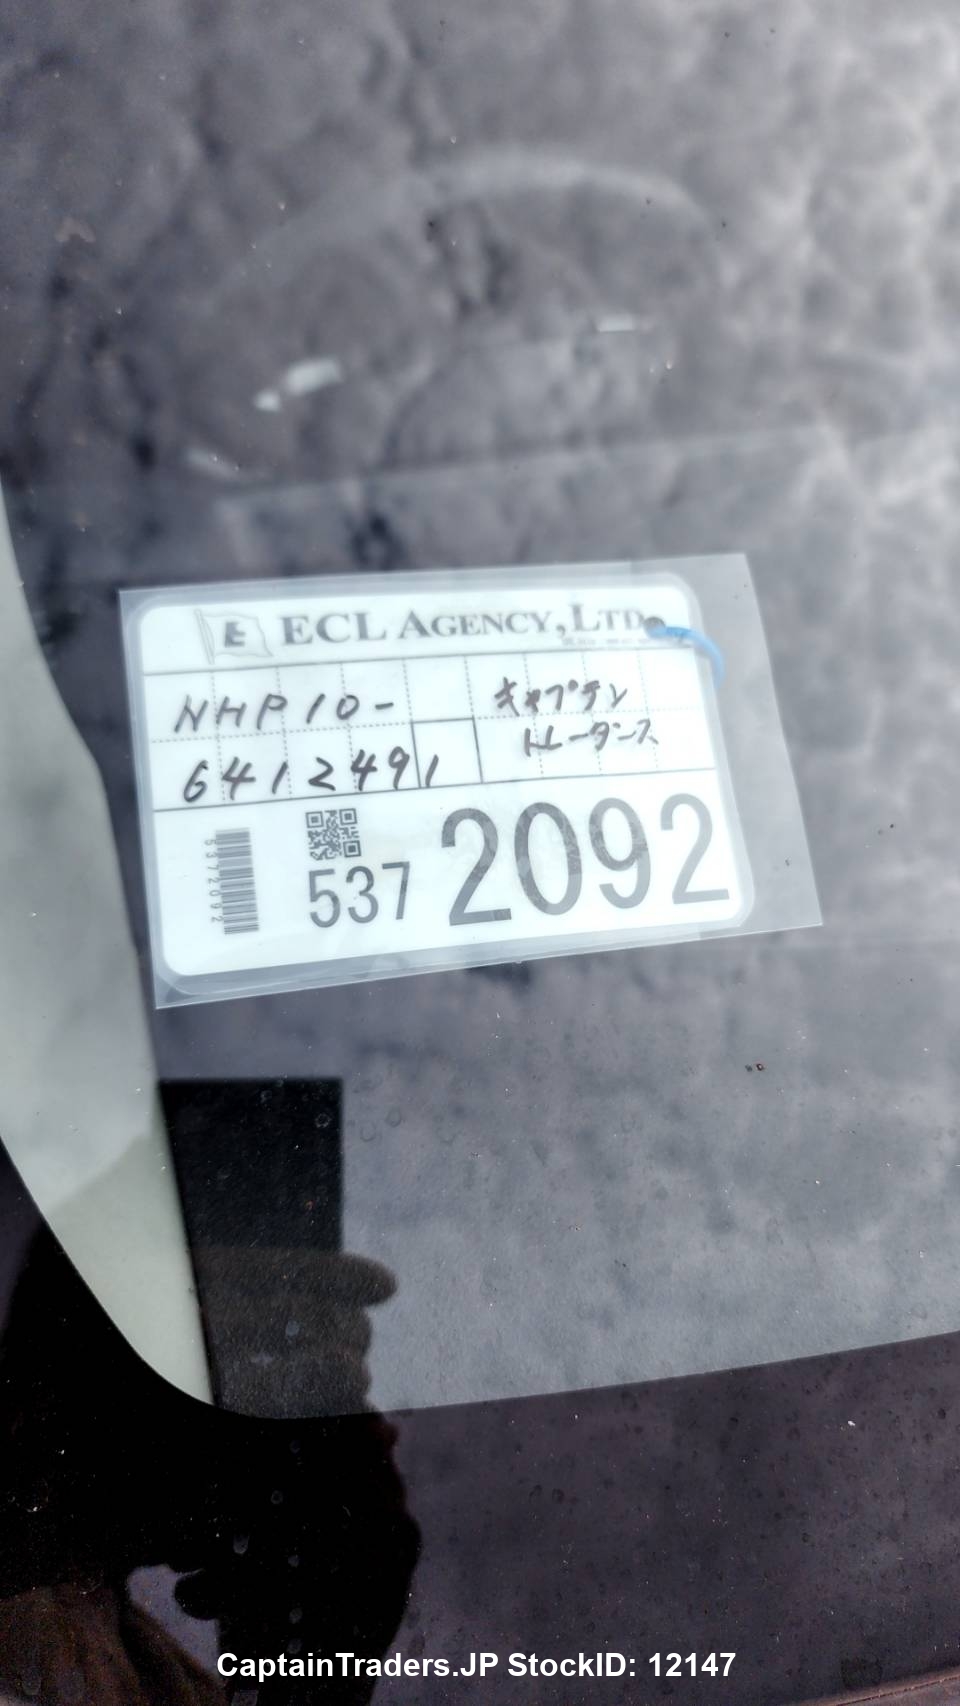 E ECL AGENCY, LTD.
NHP10-
6412491
キャプテン
トレーダース
5372092
537 2092
CaptainTraders.JP StockID: 12147